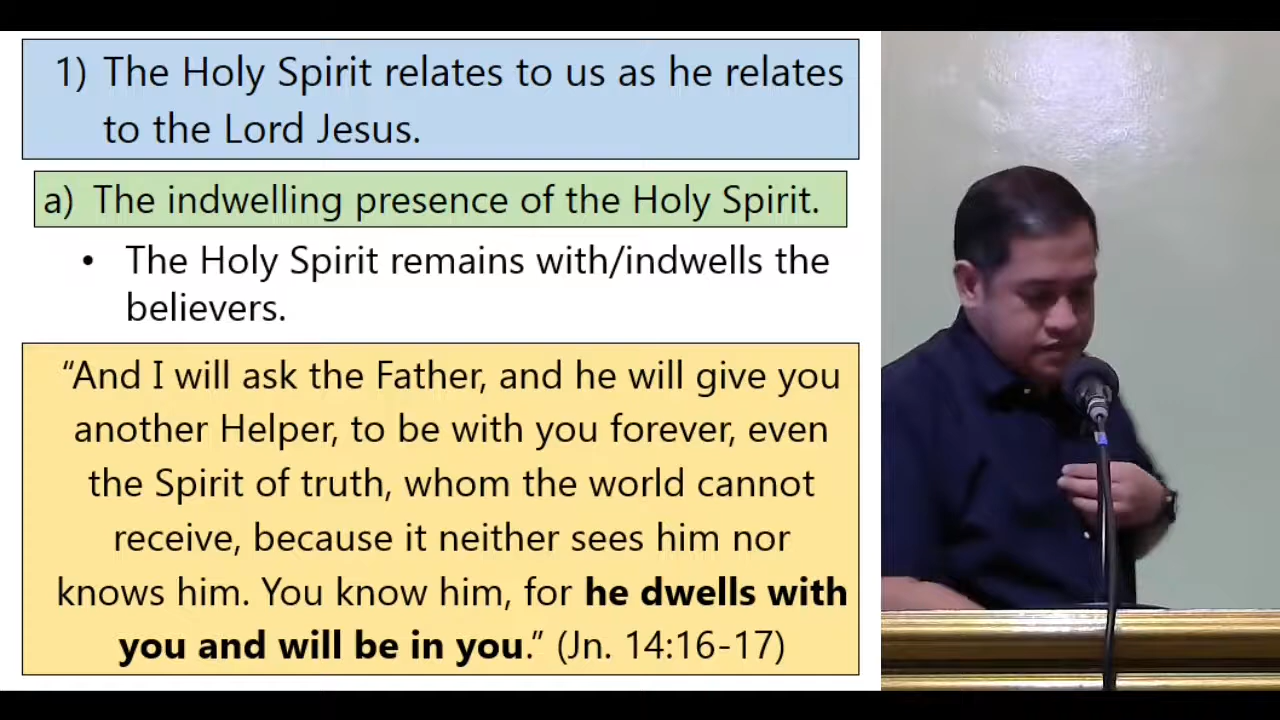 1) The Holy Spirit relates to us as he relates
to the Lord Jesus.
a) The indwelling presence of the Holy Spirit.
• The Holy Spirit remains with/indwells the
believers.
“And I will ask the Father, and he will give you
another Helper, to be with you forever, even
the Spirit of truth, whom the world cannot
receive, because it neither sees him nor
knows him. You know him, for he dwells with
you and will be in you.” (Jn. 14:16-17)